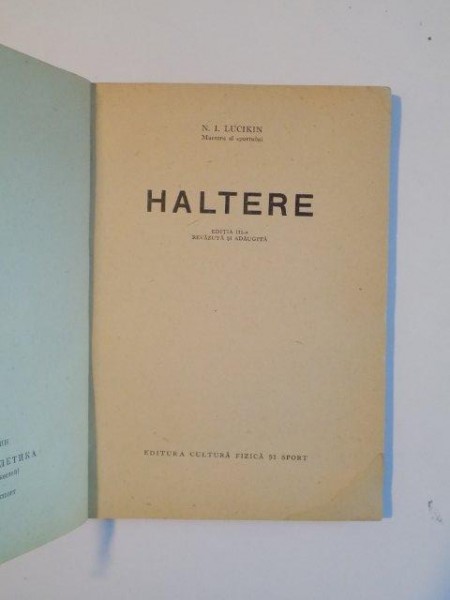 N. I. LUCIKIN
Maestru al sportului
HALTERE
EDIȚIA III-a
REVĂZUTĂ ȘI ADĂUGITĂ
EDITURA CULTURĂ FIZICĂ ȘI SPORT